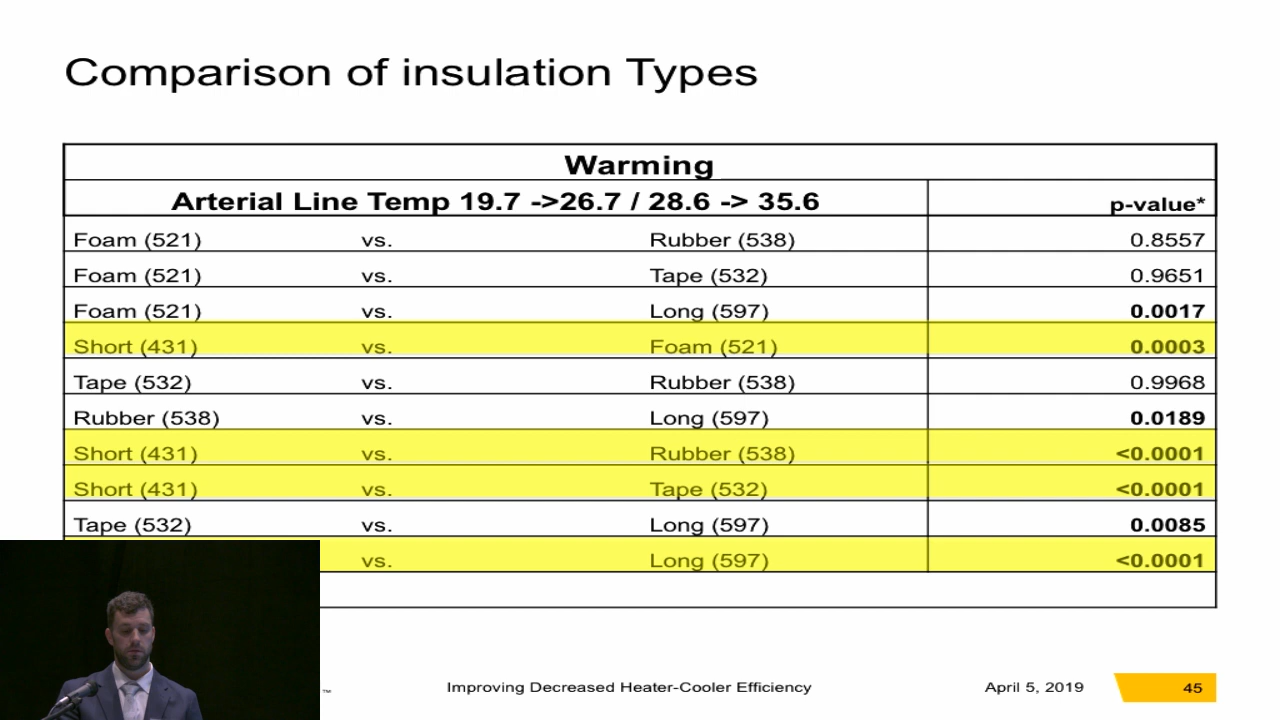 Comparison of insulation Types
Warming
Arterial Line Temp 19.7 ->26.7 / 28.6 -> 35.6 p-value*
Foam (521) vs. Rubber (538) 0.8557
Foam (521) vs. Tape (532) 0.9651
Foam (521) vs. Long (597) 0.0017
Short (431) vs. Foam (521) 0.0003
Tape (532) vs. Rubber (538) 0.9968
Rubber (538) vs. Long (597) 0.0189
Short (431) vs. Rubber (538) <0.0001
Short (431) vs. Tape (532) <0.0001
Tape (532) vs. Long (597) 0.0085
vs. Long (597) <0.0001
™ Improving Decreased Heater-Cooler Efficiency April 5, 2019 45